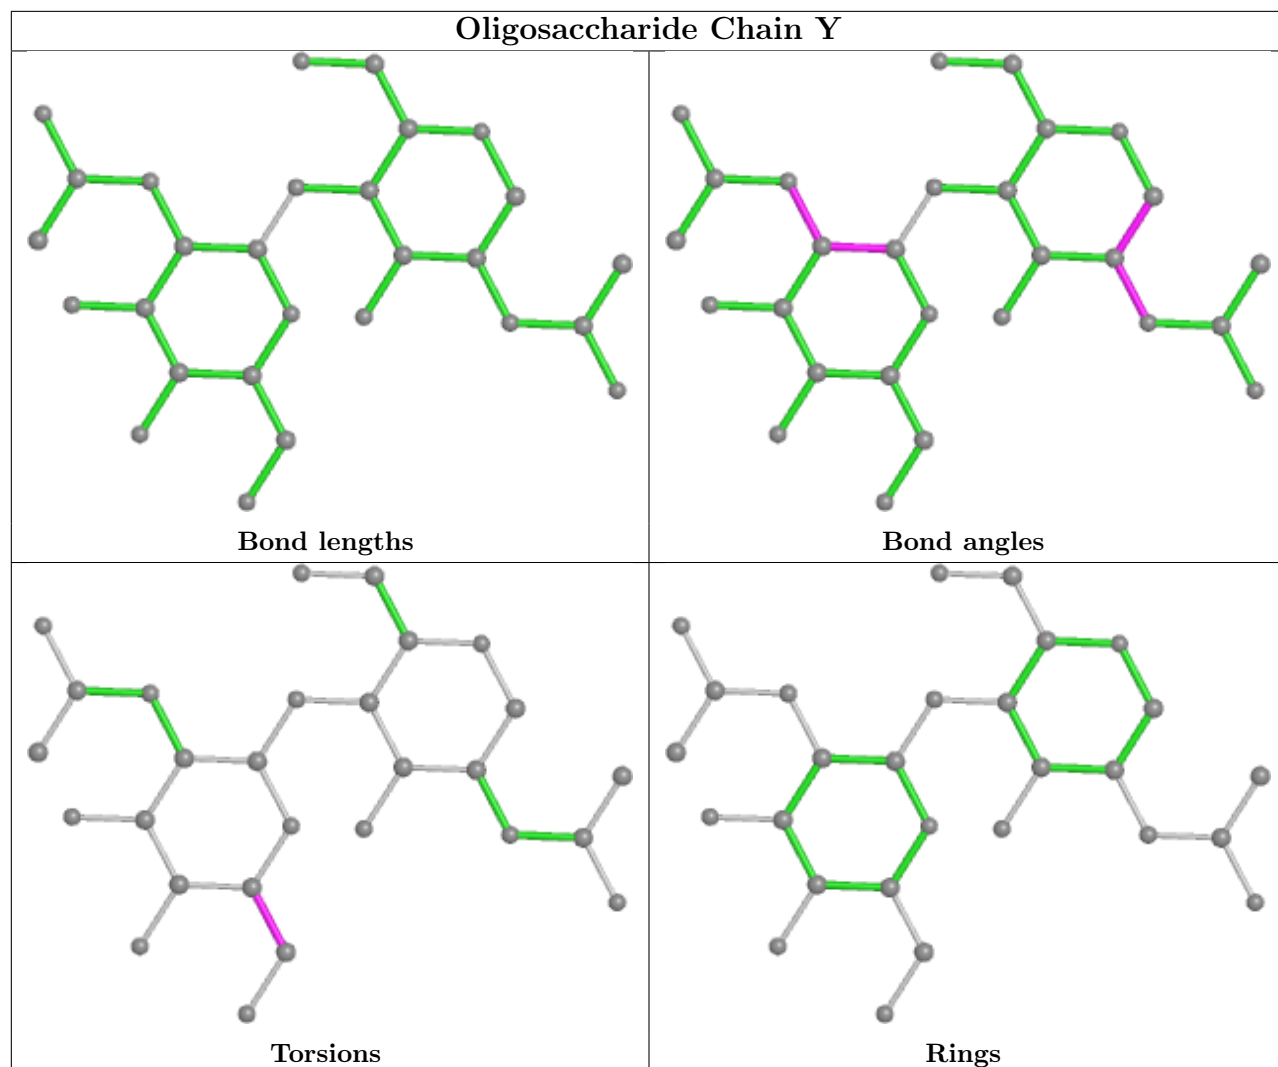 Oligosaccharide Chain Y
Bond lengths
Bond angles
Torsions
Rings